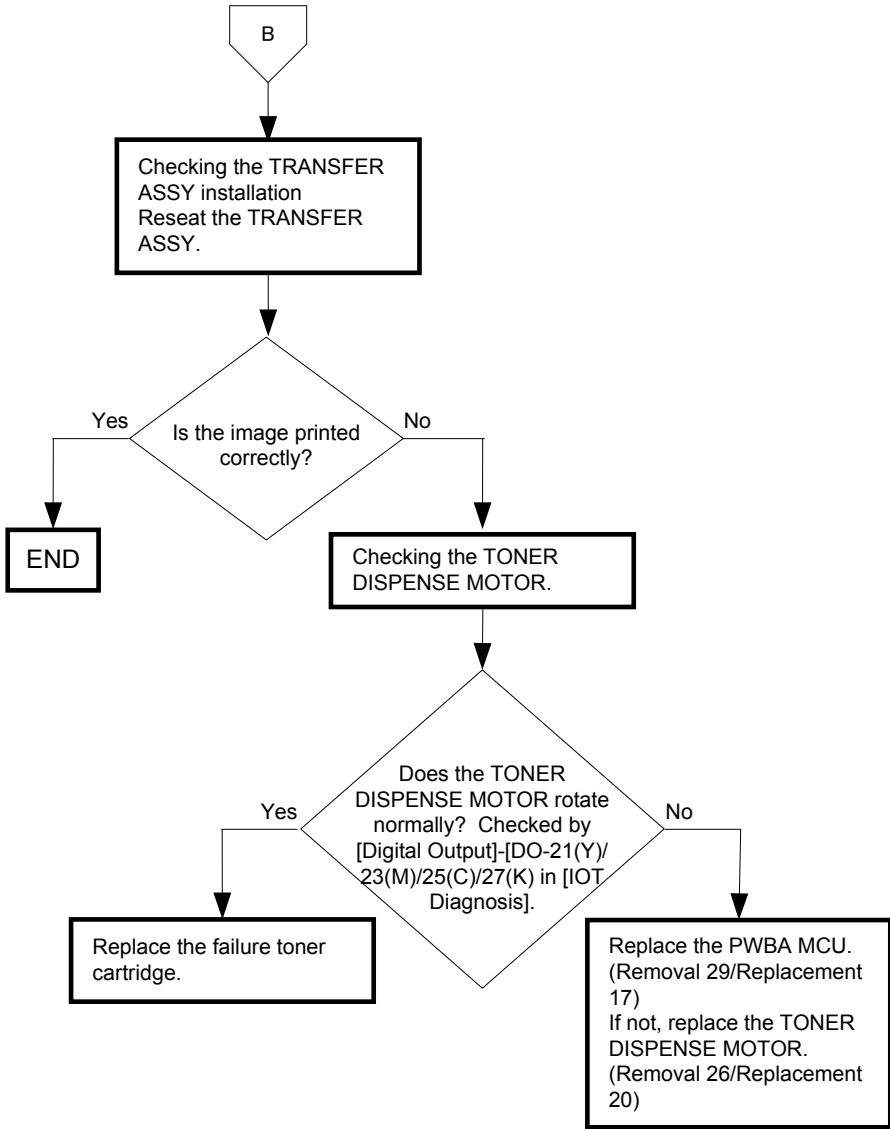 B
Checking the TRANSFER
ASSY installation
Reseat the TRANSFER
ASSY.
Yes
No
Is the image printed
correctly?
END
Checking the TONER
DISPENSE MOTOR.
Does the TONER
DISPENSE MOTOR rotate
normally?  Checked by
[Digital Output]-[DO-21(Y)/
23(M)/25(C)/27(K) in [IOT
Diagnosis].
Yes
No
Replace the failure toner
cartridge.
Replace the PWBA MCU.
(Removal 29/Replacement
17)
If not, replace the TONER
DISPENSE MOTOR.
(Removal 26/Replacement
20)